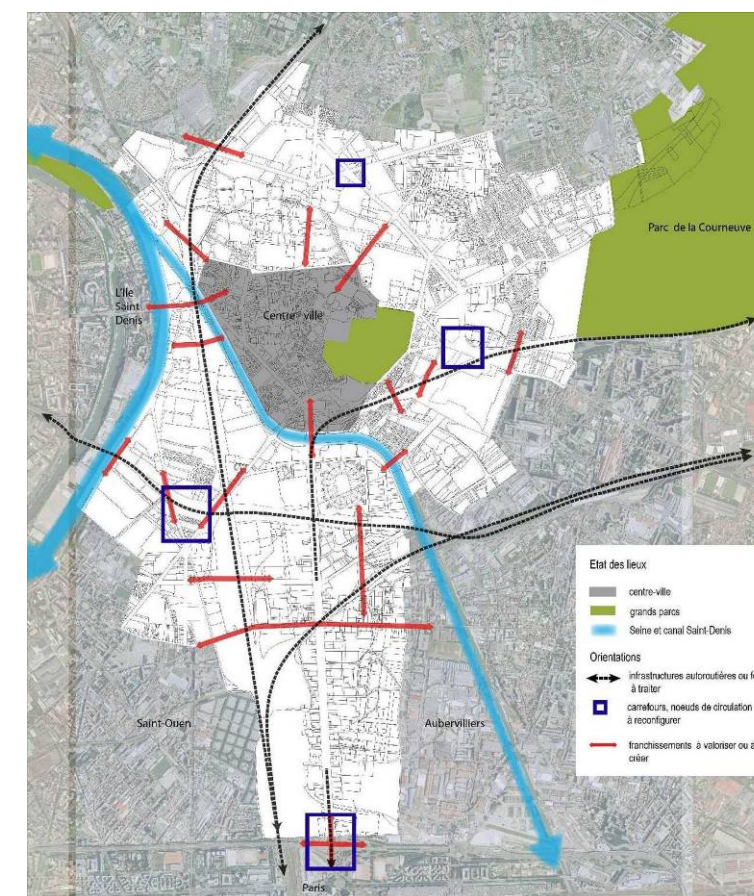 Parc de la Courneuve
L'Ile
Saint
Denis
Centre- ville
Saint-Ouen
Aubervilliers
Paris
Etat des lieux
centre-ville
grands parcs
Seine et canal Saint-Denis
Orientations
infrastructures autoroutières ou
à traiter
carrefours, noeuds de circulation
à reconfigurer
franchissements à valoriser ou à
créer